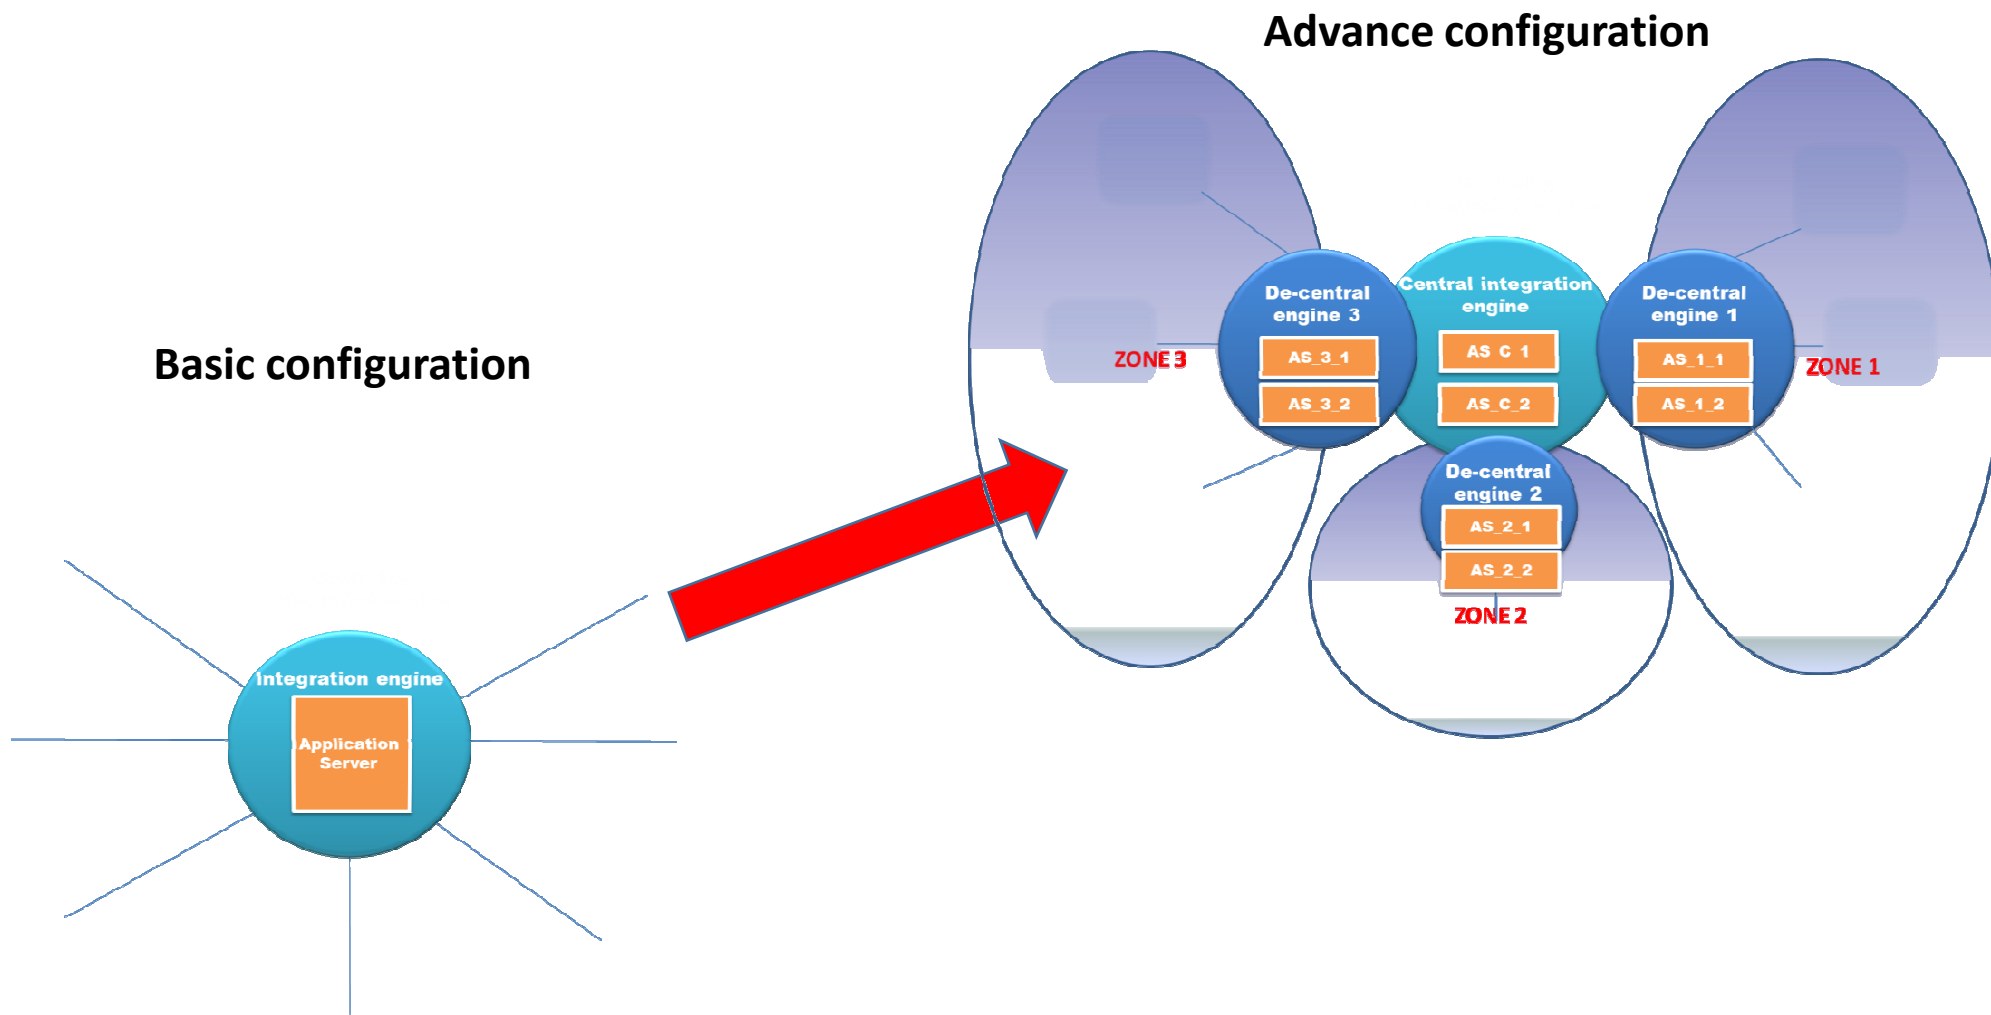 Advance configuration
Basic configuration
De-central
engine 3
AS_3_1
AS_3_2
ZONE 3
Central integration
engine
AS_C_1
AS_C_2
De-central
engine 1
AS_1_1
AS_1_2
ZONE 1
De-central
engine 2
AS_2_1
AS_2_2
ZONE 2
Integration engine
Application
Server